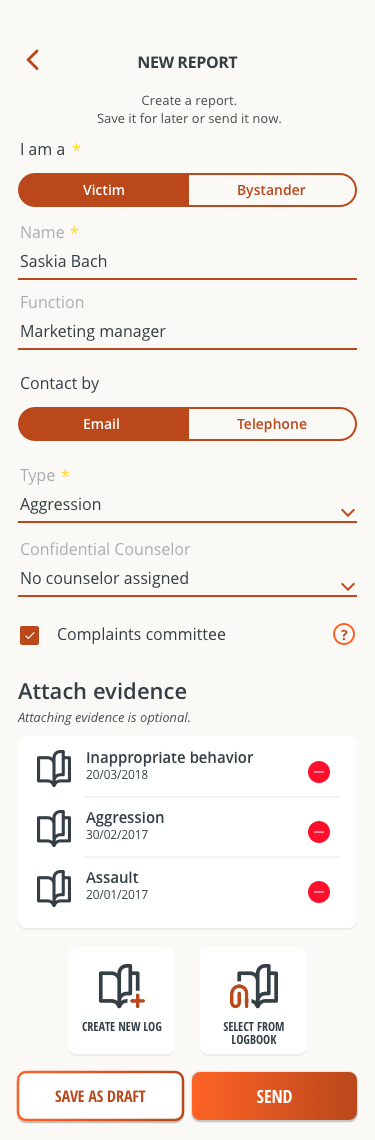 NEW REPORT
Create a report.
Save it for later or send it now.
I am a *
Victim Bystander
Name *
Saskia Bach
Function
Marketing manager
Contact by
Email Telephone
Type *
Aggression
Confidential Counselor
No counselor assigned
Complaints committee ?
Attach evidence
Attaching evidence is optional.
Inappropriate behavior
20/03/2018
Aggression
30/02/2017
Assault
20/01/2017
CREATE NEW LOG
SELECT FROM
LOGBOOK
SAVE AS DRAFT SEND